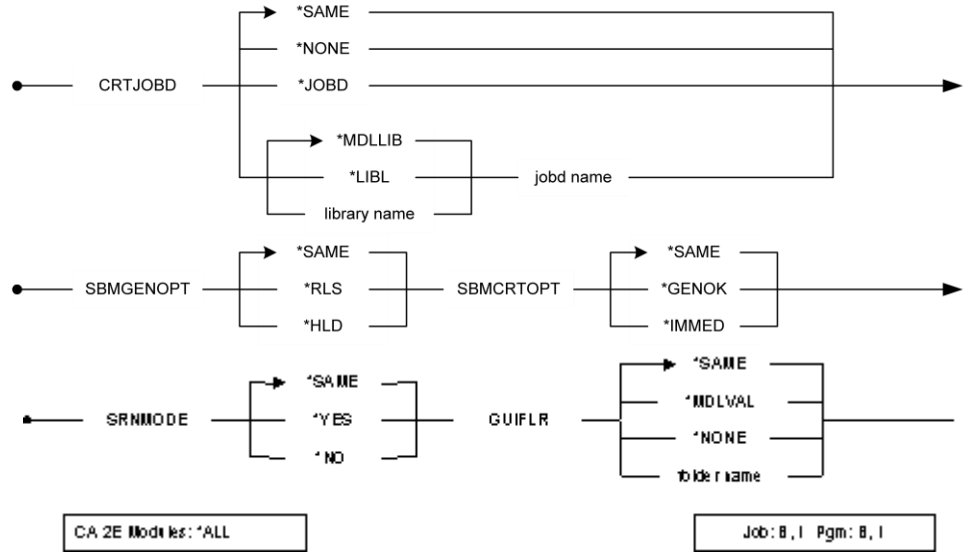 *SAME
*NONE
CRTJOBD
*JOBD
*MDLLIB
*LIBL
jobd name
library name
*SAME
*SAME
SBMGENOPT
*RLS
SBMCRTOPT
*GENOK
*HLD
*IMMED
*SAME
*SAME
SRNMODE
*YES
GUIFLR
*MDLVAL
*NO
*NONE
folder name
CA 2E Modules: *ALL
Job: B, I Pgm: B, I